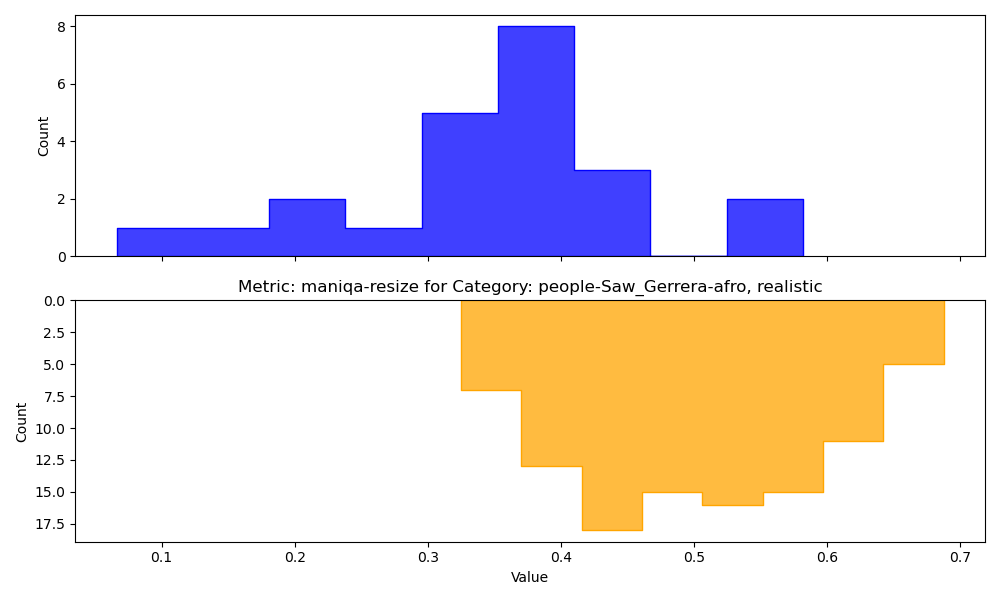 8
6
4
2
0
Count
Metric: maniqa-resize for Category: people-Saw_Gerrera-afro, realistic
0.0
2.5
5.0
7.5
10.0
12.5
15.0
17.5
Count
0.1 0.2 0.3 0.4 0.5 0.6 0.7
Value